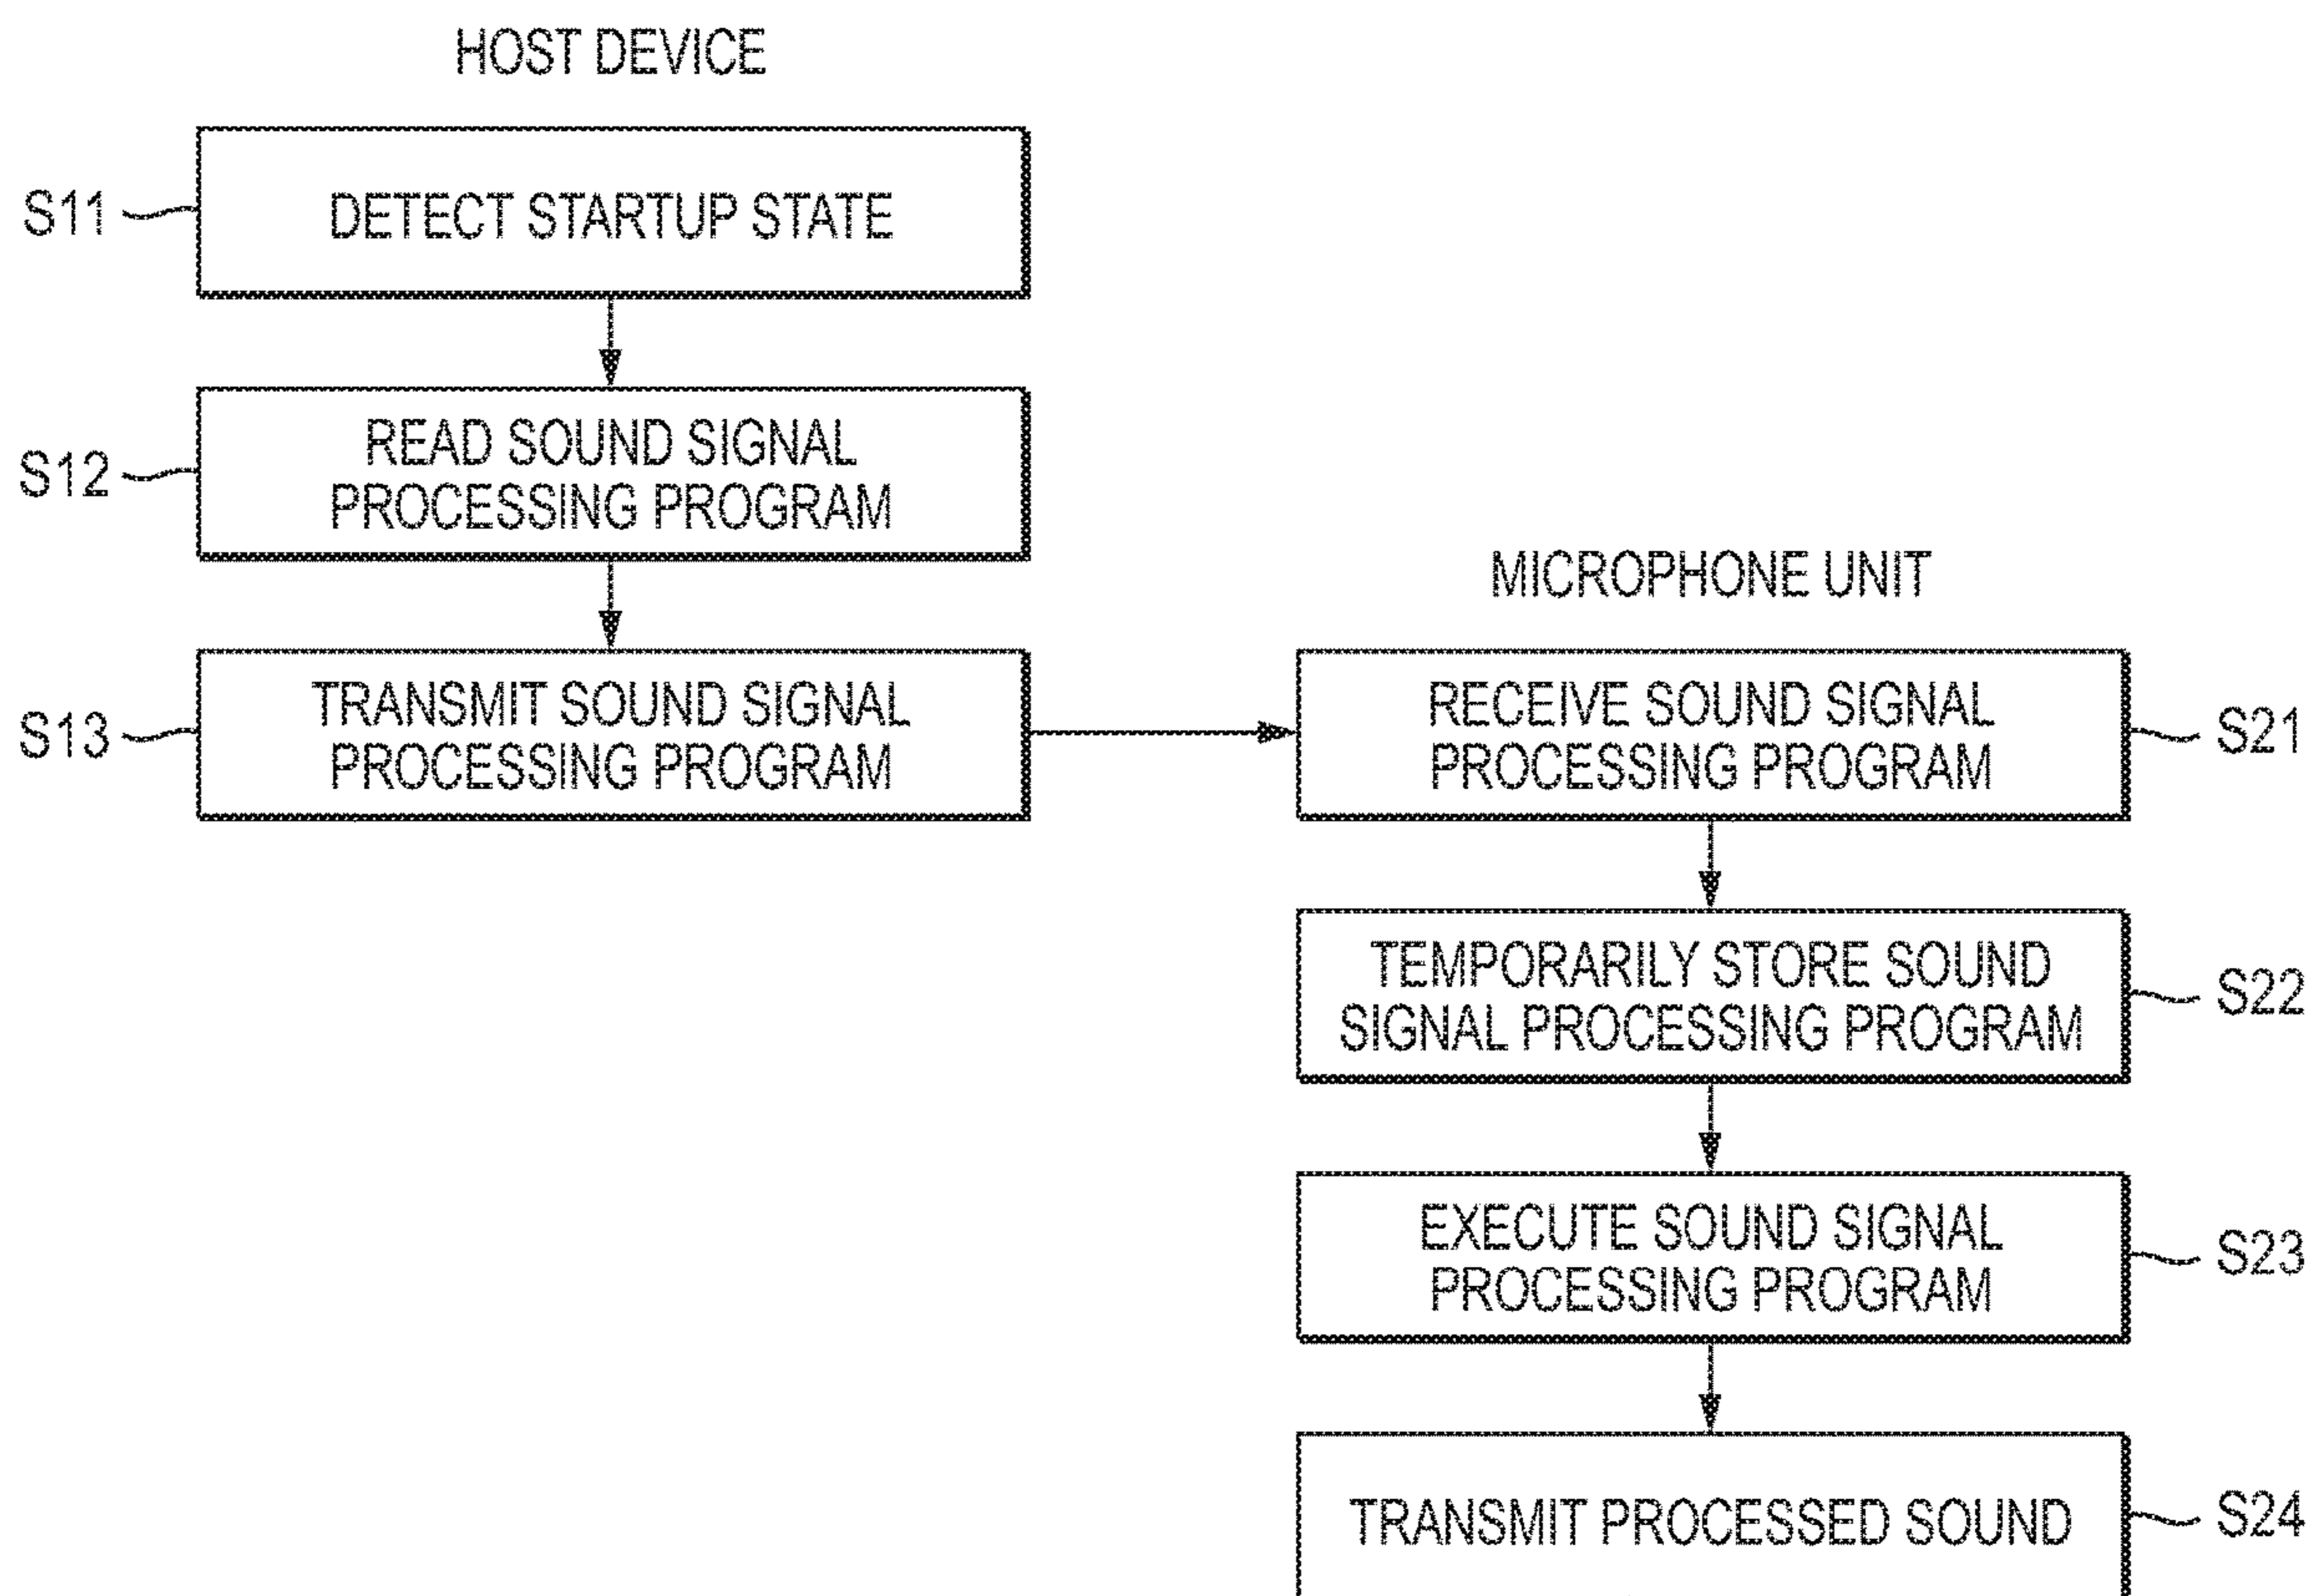 HOST DEVICE
S11
DETECT STARTUP STATE
S12
READ SOUND SIGNAL
PROCESSING PROGRAM
S13
TRANSMIT SOUND SIGNAL
PROCESSING PROGRAM
MICROPHONE UNIT
RECEIVE SOUND SIGNAL
PROCESSING PROGRAM
S21
TEMPORARILY STORE SOUND
SIGNAL PROCESSING PROGRAM
S22
EXECUTE SOUND SIGNAL
PROCESSING PROGRAM
S23
TRANSMIT PROCESSED SOUND
S24